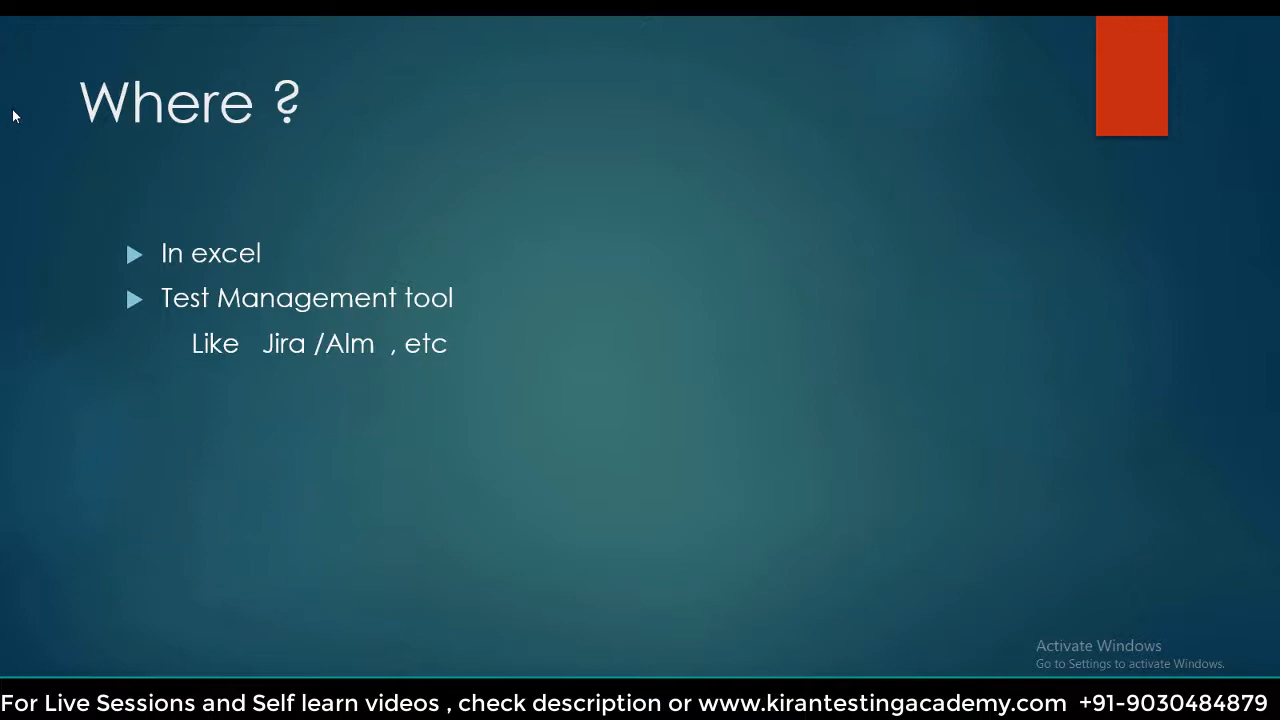 Where ?
In excel
Test Management tool
Like Jira /Alm , etc
Activate Windows
Go to Settings to activate Windows.
For Live Sessions and Self learn videos , check description or www.kirantestingacademy.com +91-9030484879